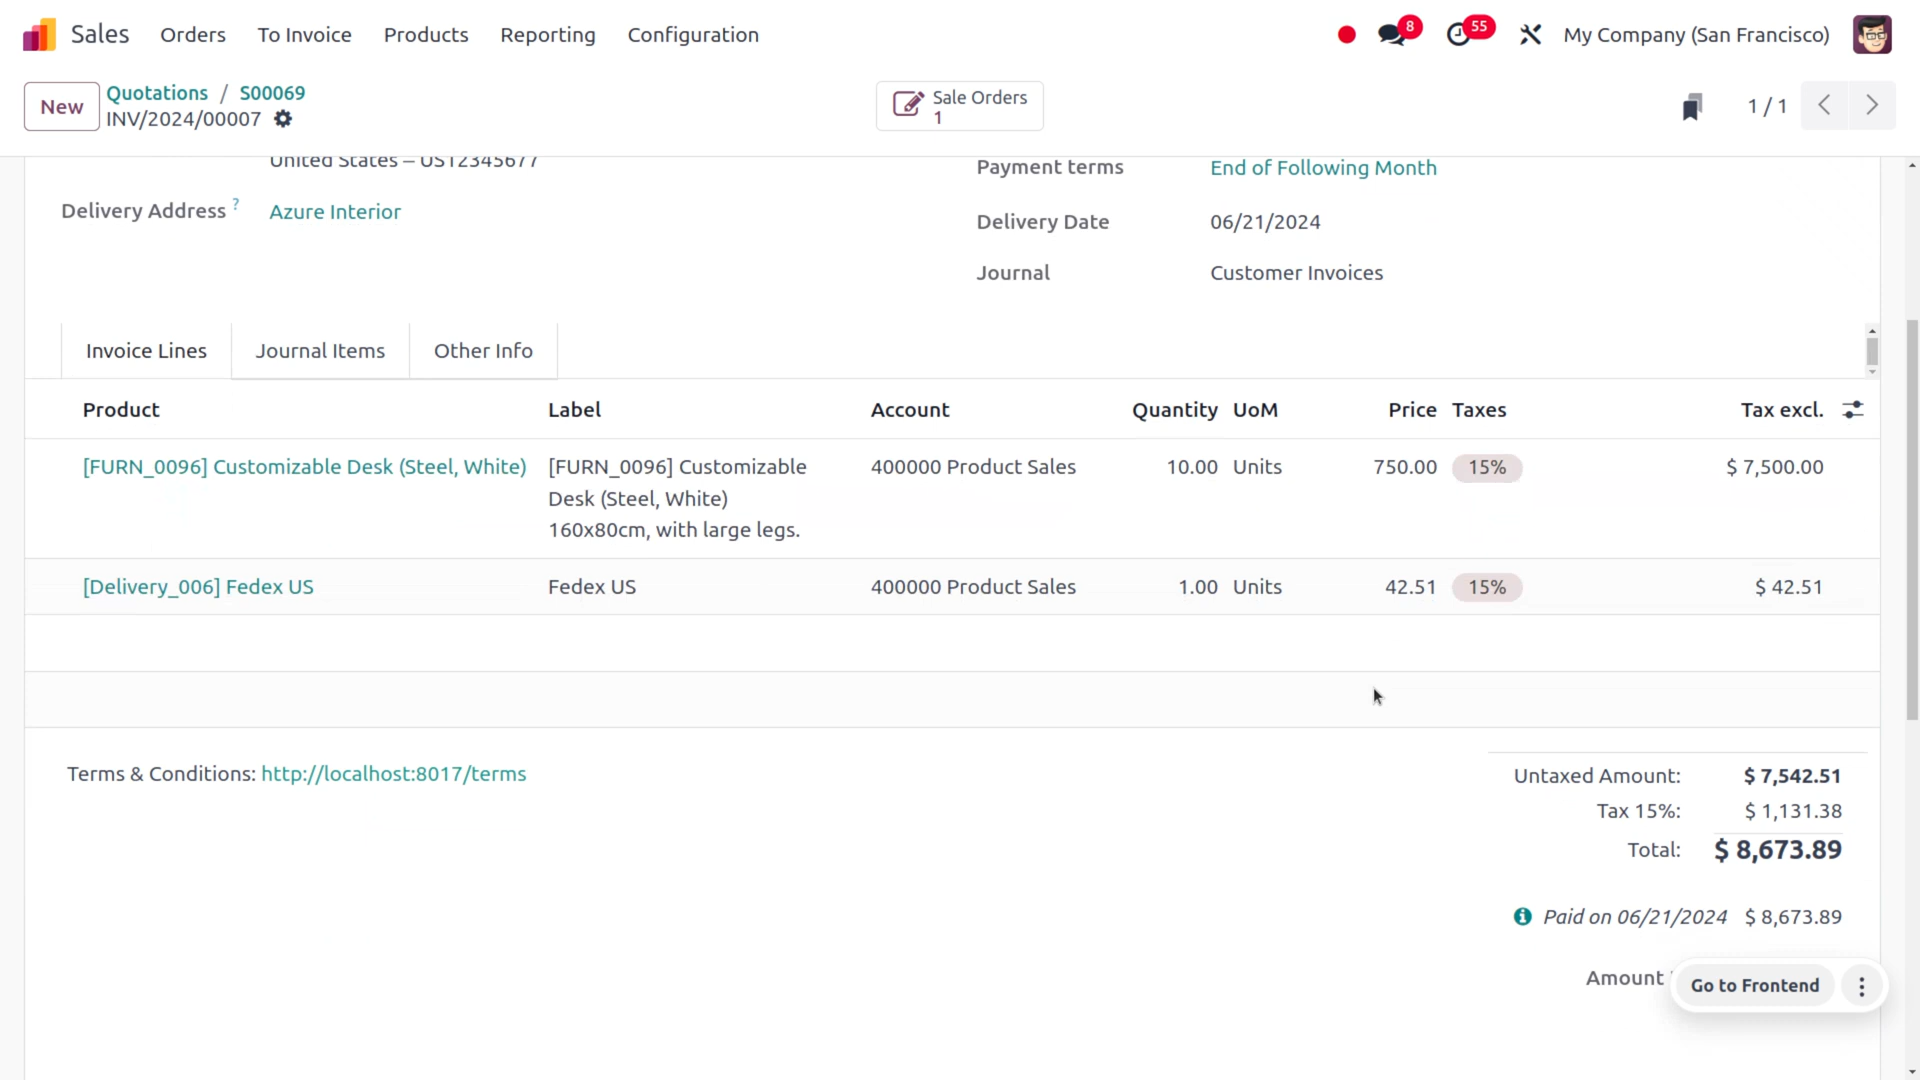 Sales Orders To Invoice Products Reporting Configuration 8 55 My Company (San Francisco)
New Quotations / S00069 Sale Orders 1 / 1
INV/2024/00007 1
United States – US12345677 Payment terms End of Following Month
Delivery Address ? Azure Interior
Delivery Date 06/21/2024
Journal Customer Invoices
Invoice Lines Journal Items Other Info
Product Label Account Quantity UoM Price Taxes Tax excl.
[FURN_0096] Customizable Desk (Steel, White) [FURN_0096] Customizable 400000 Product Sales 10.00 Units 750.00 15% $ 7,500.00
Desk (Steel, White)
160x80cm, with large legs.
[Delivery_006] Fedex US Fedex US 400000 Product Sales 1.00 Units 42.51 15% $ 42.51
Terms & Conditions: http://localhost:8017/terms Untaxed Amount: $ 7,542.51
Tax 15%: $ 1,131.38
Total: $ 8,673.89
Paid on 06/21/2024 $ 8,673.89
Amount
Go to Frontend